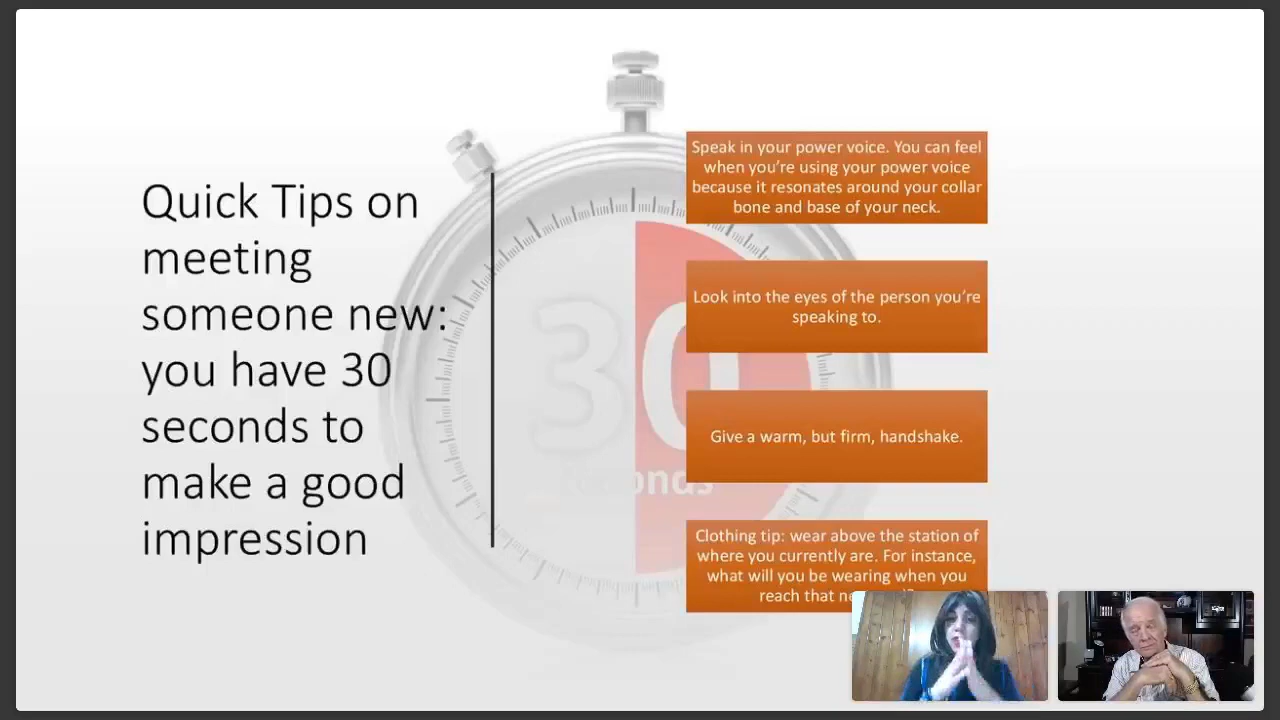 Quick Tips on
meeting
someone new:
you have 30
seconds to
make a good
impression
30
Speak in your power voice. You can feel
when you're using your power voice
because it resonates around your collar
bone and base of your neck.
Look into the eyes of the person you're
speaking to.
Give a warm, but firm, handshake.
Clothing tip: wear above the station of
where you currently are. For instance,
what will you be wearing when you
reach that